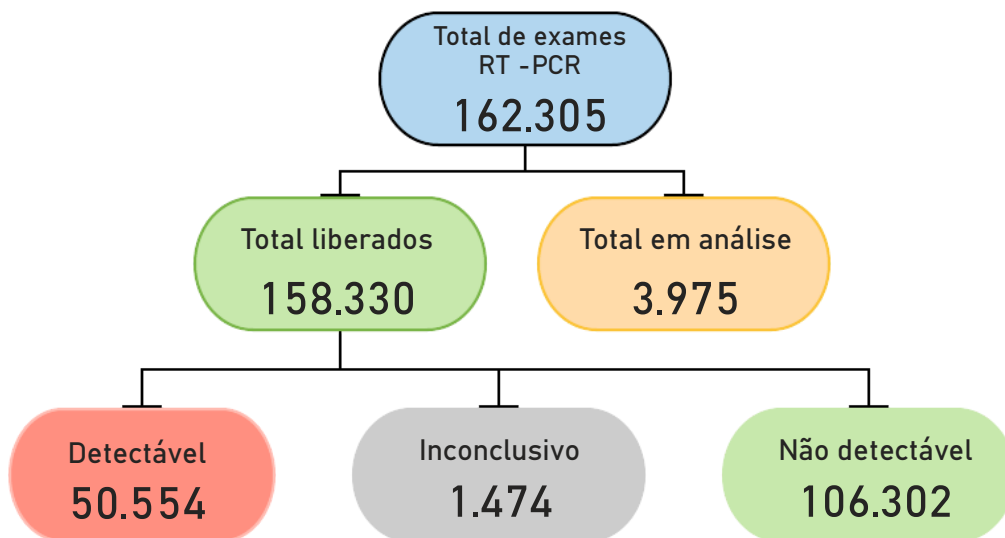 Total de exames
RT -PCR
162.305
Total liberados
158.330
Total em análise
3.975
Detectável
50.554
Inconclusivo
1.474
Não detectável
106.302